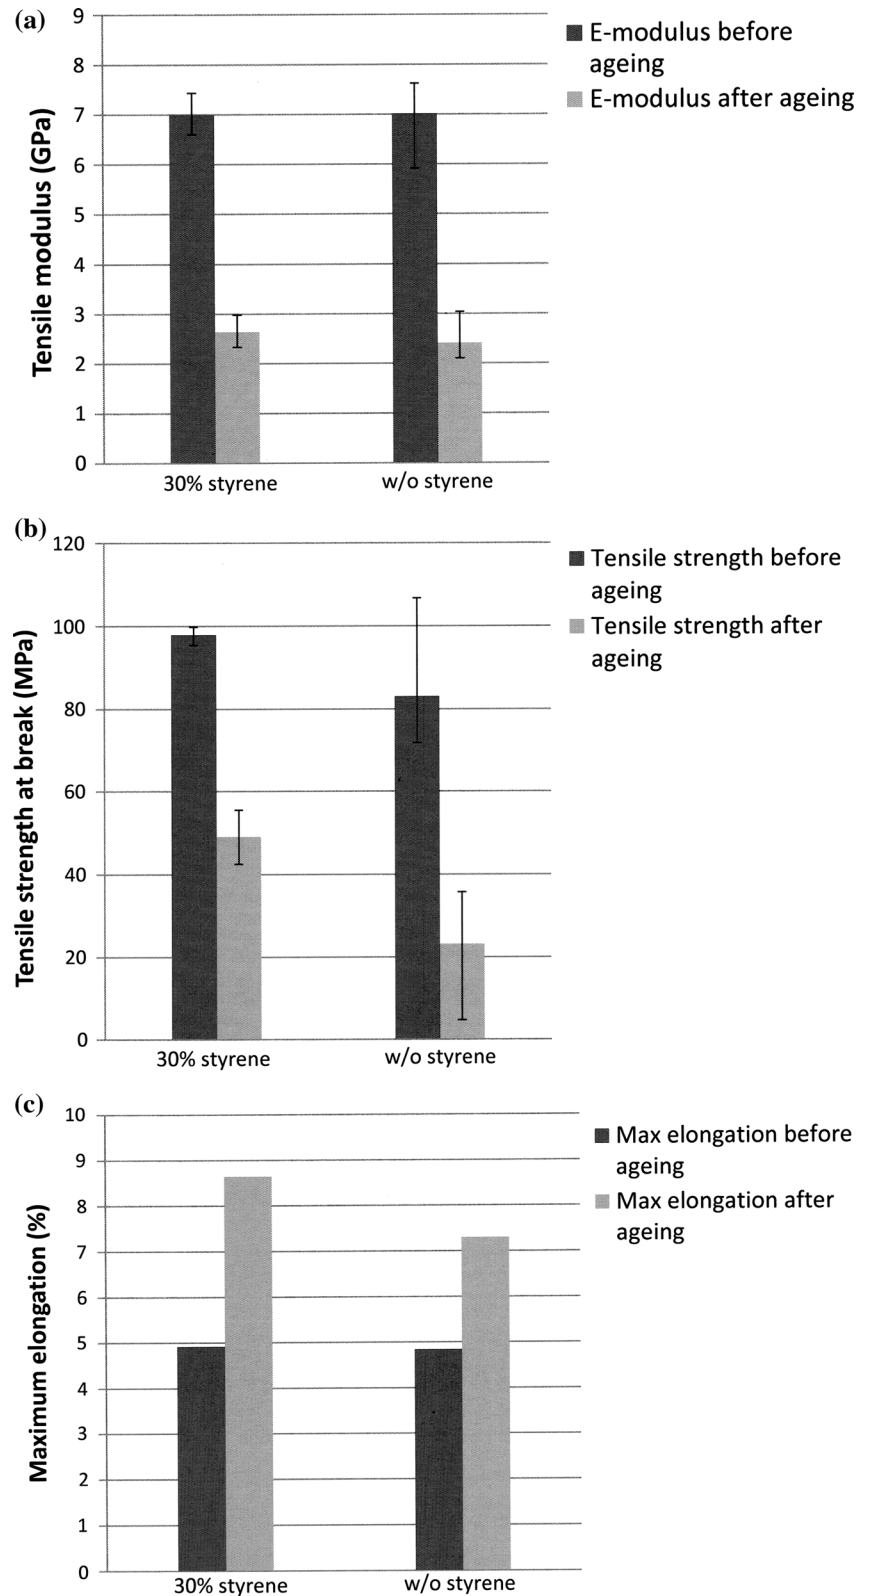 (a)
Tensile modulus (GPa)
9
8
7
6
5
4
3
2
1
0
30% styrene
w/o styrene
E-modulus before
ageing
E-modulus after ageing
(b)
Tensile strength at break (MPa)
120
100
80
60
40
20
0
30% styrene
w/o styrene
Tensile strength before
ageing
Tensile strength after
ageing
(c)
Maximum elongation (%)
10
9
8
7
6
5
4
3
2
1
0
30% styrene
w/o styrene
Max elongation before
ageing
Max elongation after
ageing